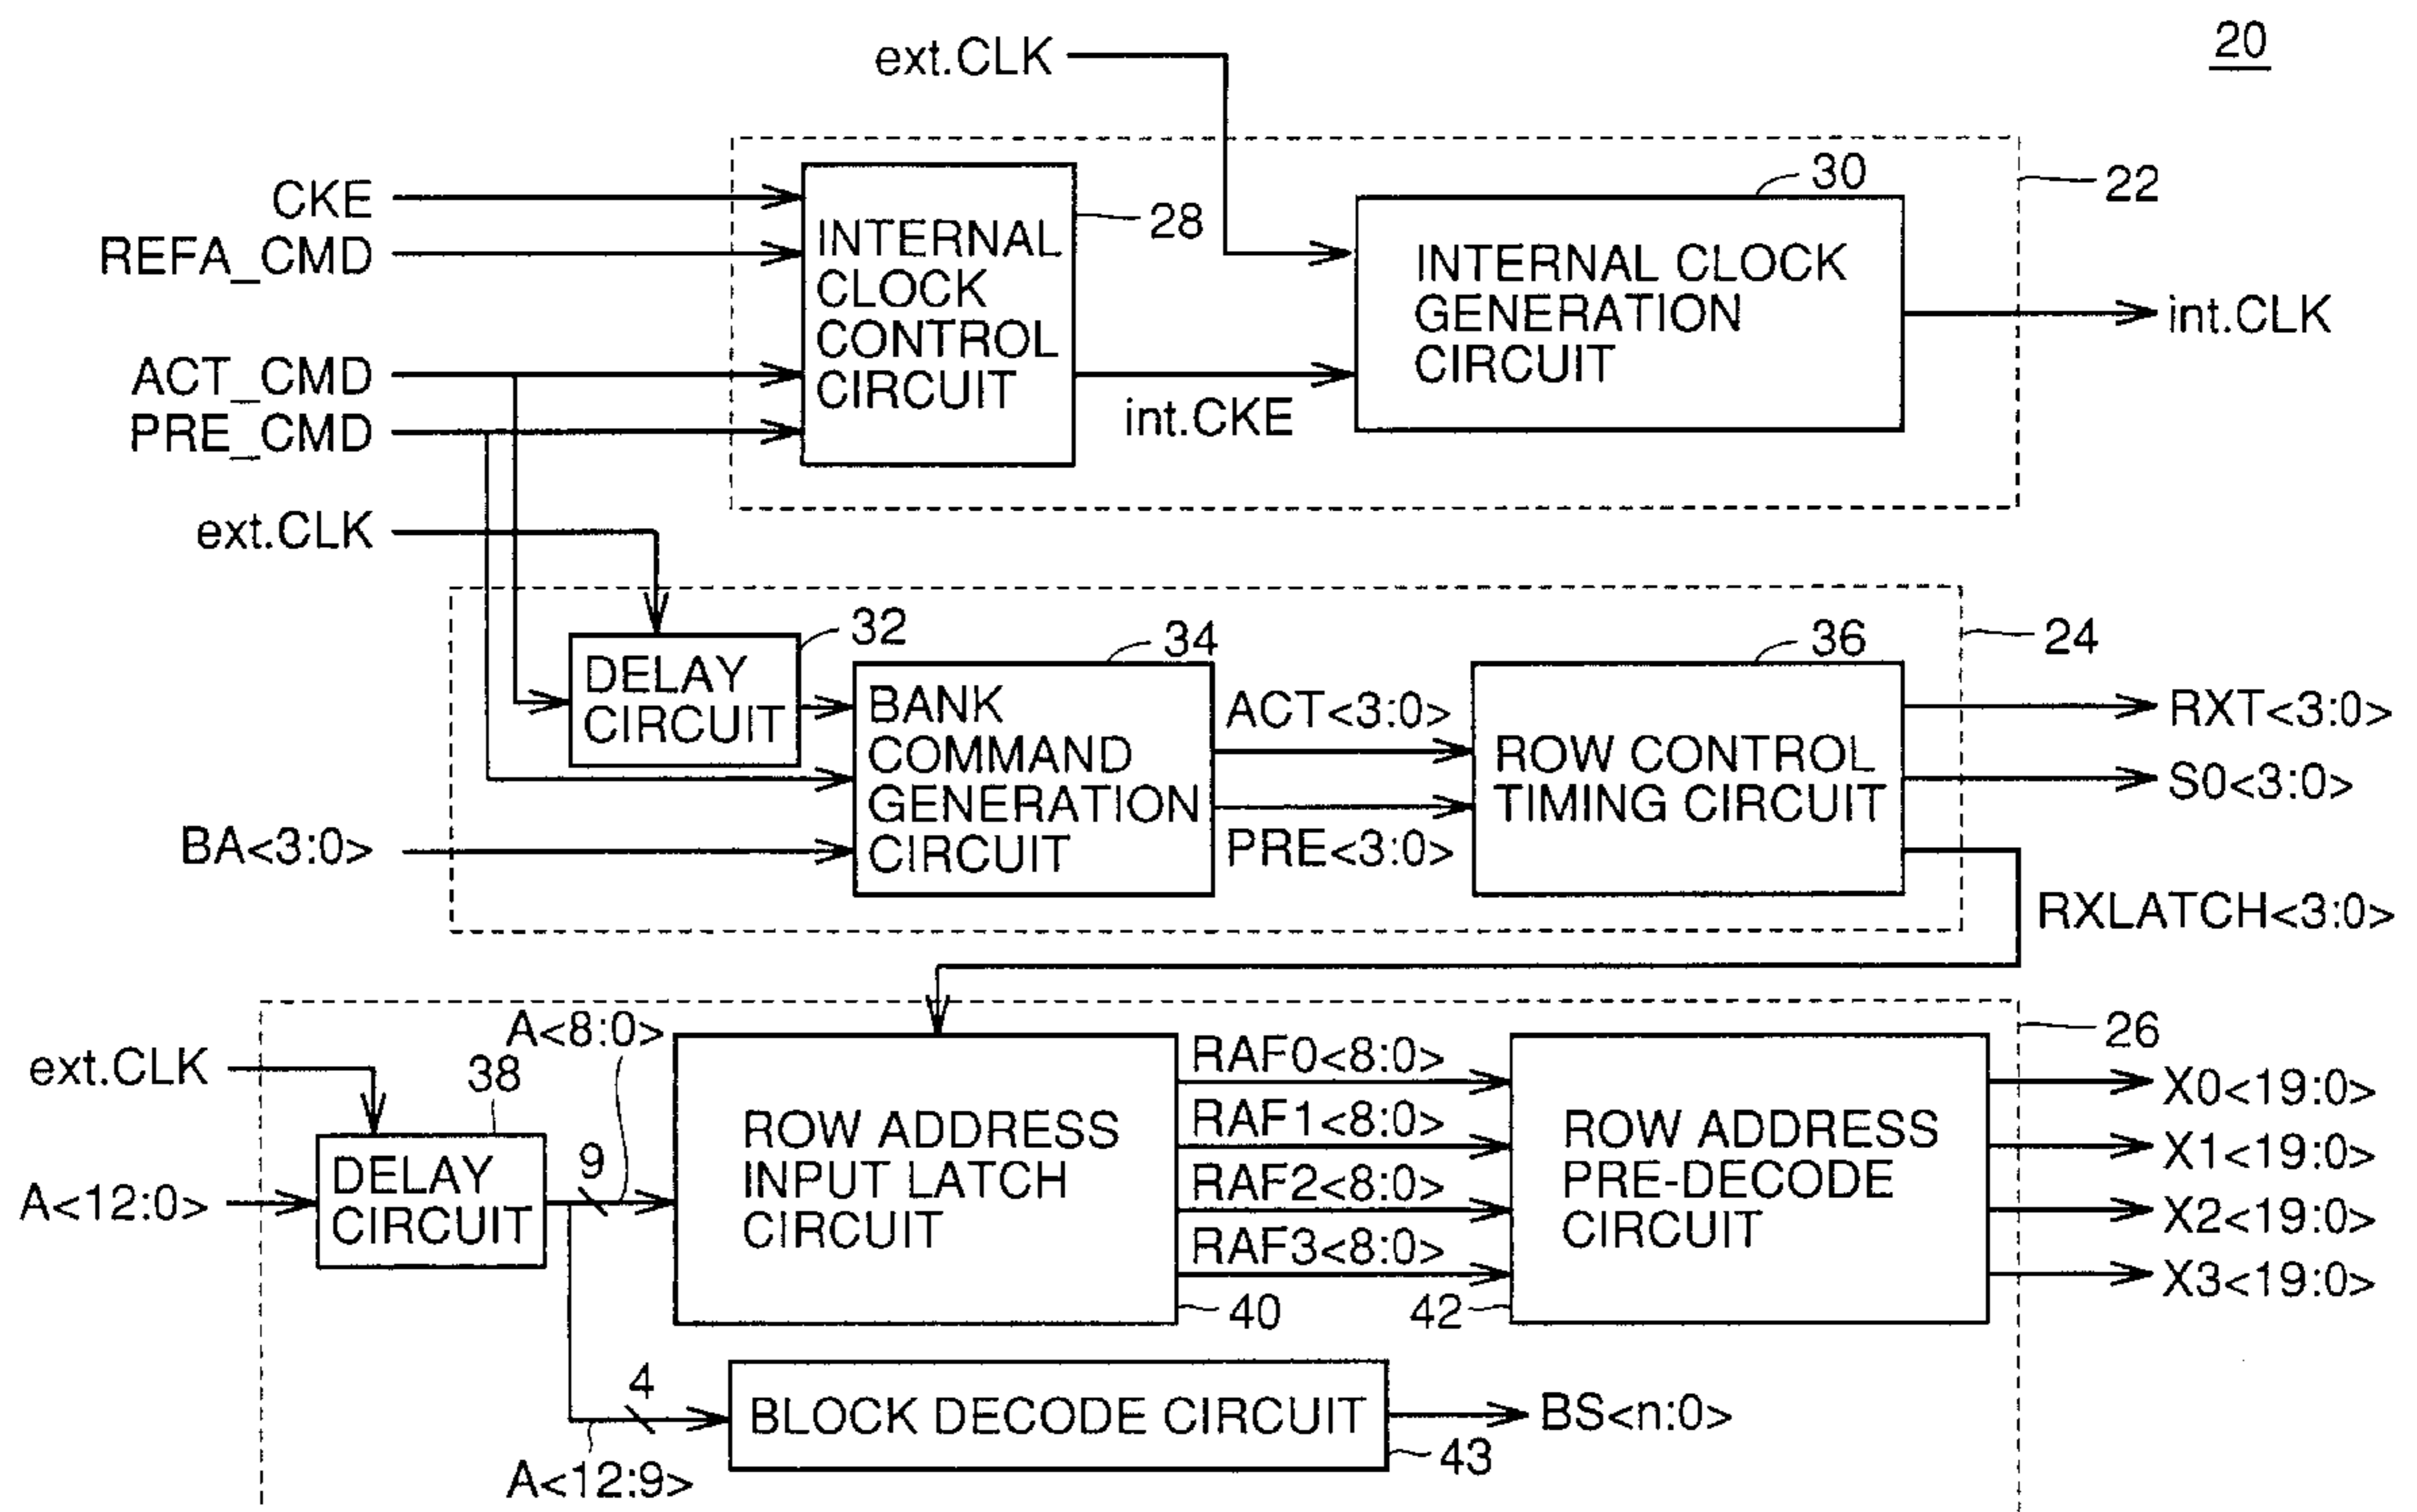 20
ext.CLK
CKE
REFA_CMD
ACT_CMD
PRE_CMD
INTERNAL
CLOCK
CONTROL
CIRCUIT
28
int.CKE
30
INTERNAL CLOCK
GENERATION
CIRCUIT
22
int.CLK
ext.CLK
DELAY
CIRCUIT
32
BA<3:0>
BANK
COMMAND
GENERATION
CIRCUIT
34
ACT<3:0>
PRE<3:0>
ROW CONTROL
TIMING CIRCUIT
36
24
RXT<3:0>
S0<3:0>
RXLATCH<3:0>
ext.CLK
A<12:0>
DELAY
CIRCUIT
38
9
A<8:0>
ROW ADDRESS
INPUT LATCH
CIRCUIT
40
RAF0<8:0>
RAF1<8:0>
RAF2<8:0>
RAF3<8:0>
ROW ADDRESS
PRE-DECODE
CIRCUIT
42
26
X0<19:0>
X1<19:0>
X2<19:0>
X3<19:0>
4
A<12:9>
BLOCK DECODE CIRCUIT
43
BS<n:0>